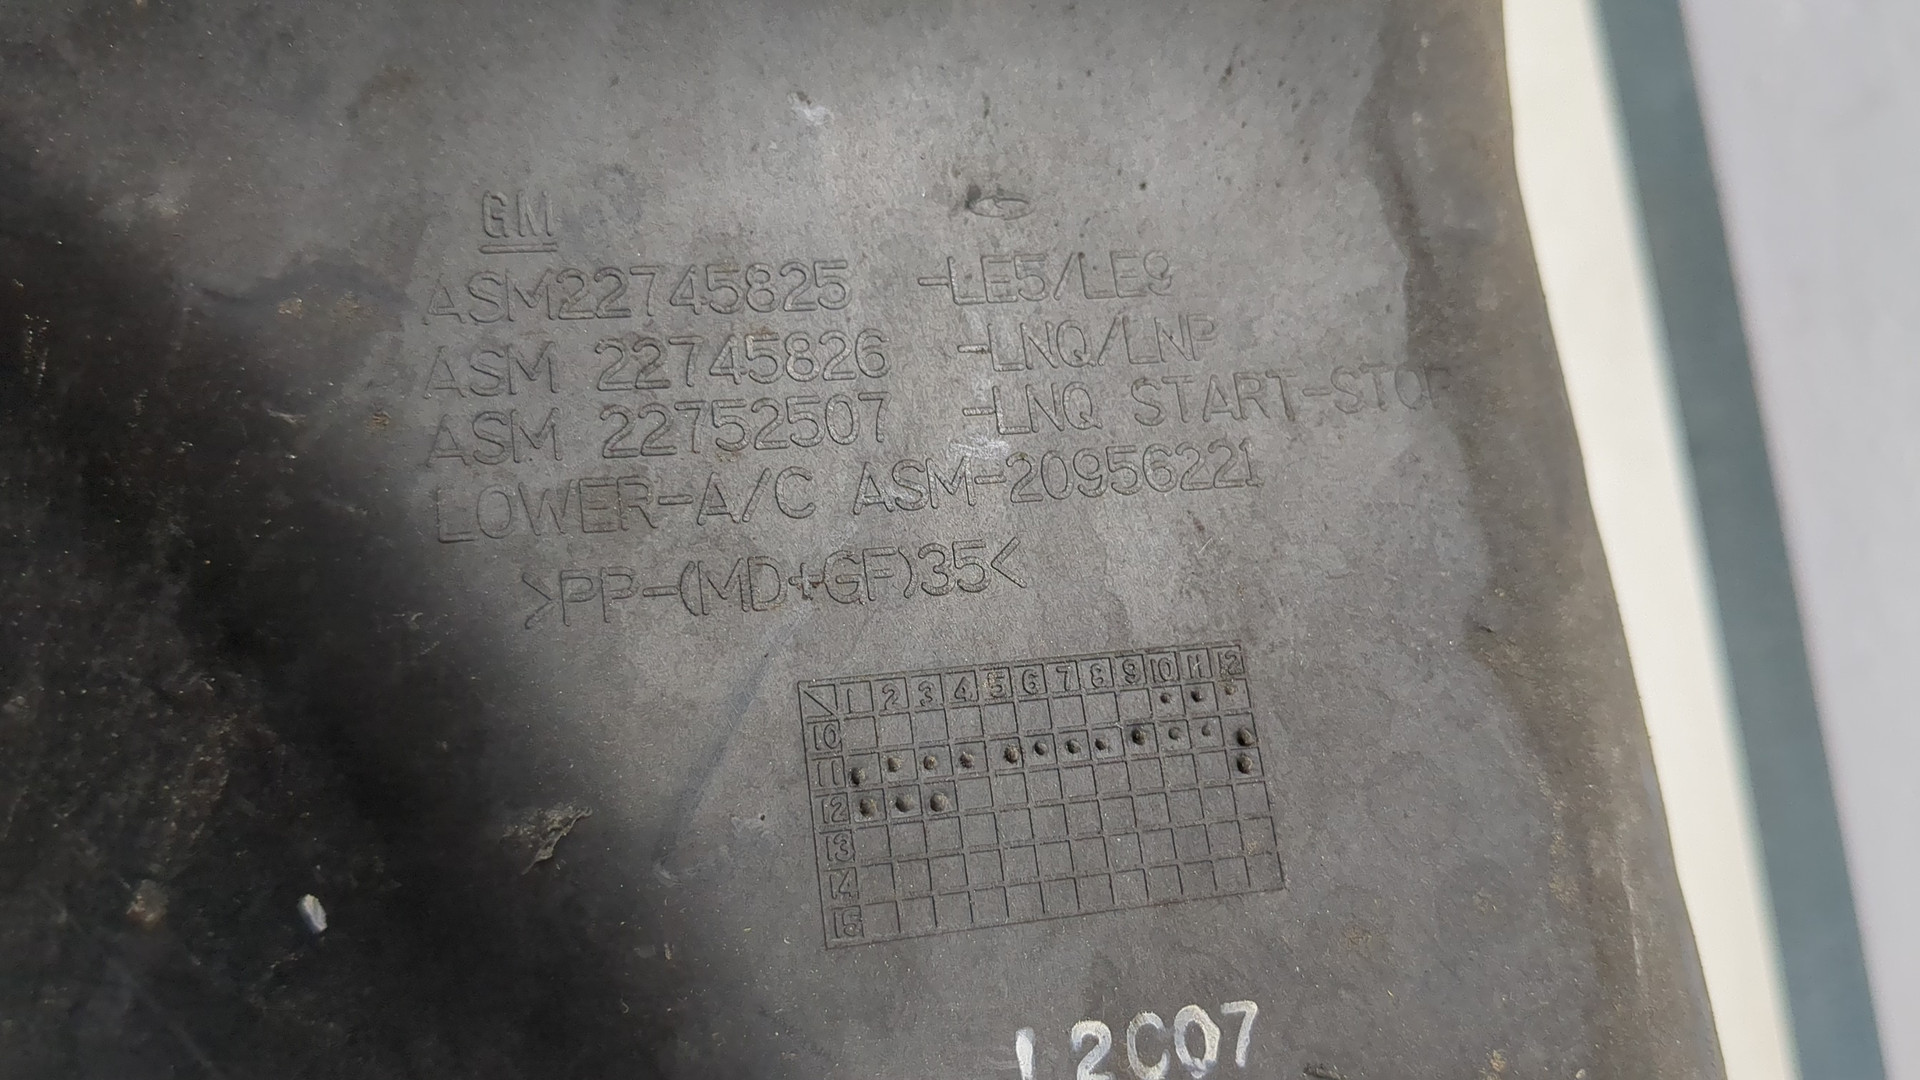 GM
ASM22745825 -LE5/LE9
ASM 22745826 -LNQ/LNP
ASM 22752507 -LNQ START-STOP
LOWER-A/C ASM-20956221
>PP-(MD+GF)35<
1 2 3 4 5 6 7 8 9 10 11 12
10
11
12
13
14
15
12C07